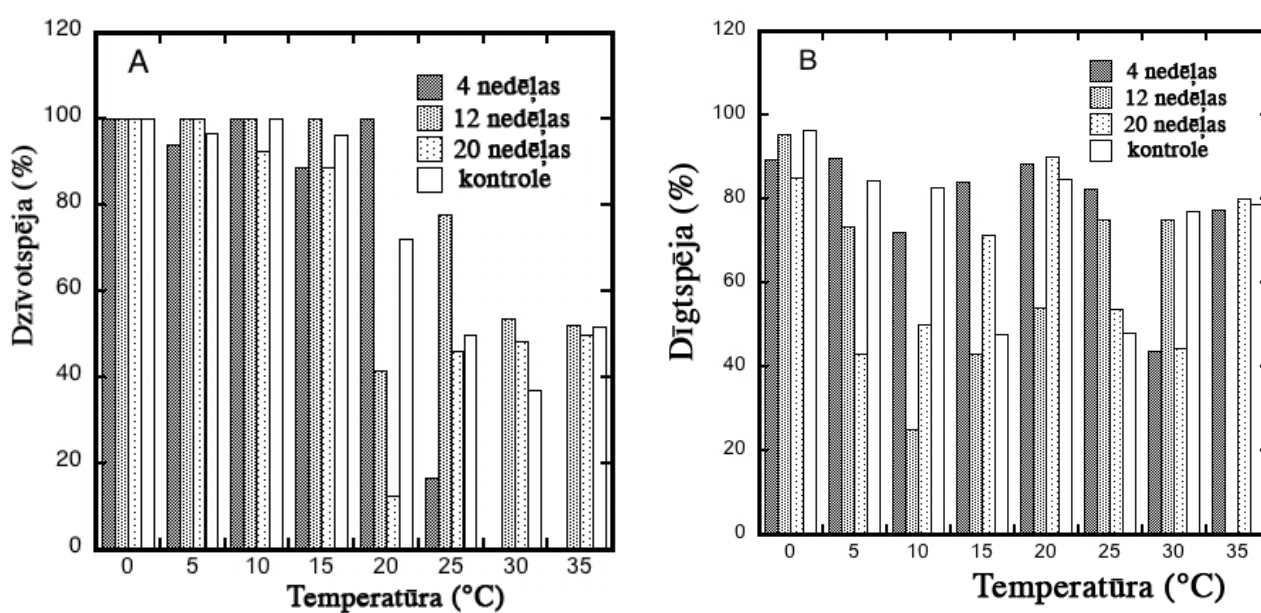 A
120
100
80
60
40
20
0
Dzīvotspēja (%)
4 nedēļas
12 nedēļas
20 nedēļas
kontrole
0 5 10 15 20 25 30 35
Temperatūra (°C)
B
120
100
80
60
40
20
0
Dīgtspēja (%)
4 nedēļas
12 nedēļas
20 nedēļas
kontrole
0 5 10 15 20 25 30 35
Temperatūra (°C)